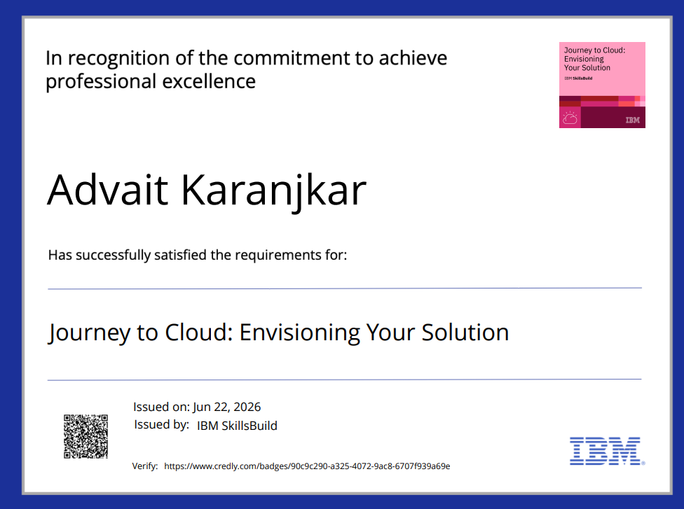 In recognition of the commitment to achieve
professional excellence
Journey to Cloud:
Envisioning
Your Solution
IBM SkillsBuild
IBM
Advait Karanjkar
Has successfully satisfied the requirements for:
Journey to Cloud: Envisioning Your Solution
Issued on: Jun 22, 2026
Issued by: IBM SkillsBuild
Verify: https://www.credly.com/badges/90c9c290-a325-4072-9ac8-6707f939a69e
IBM